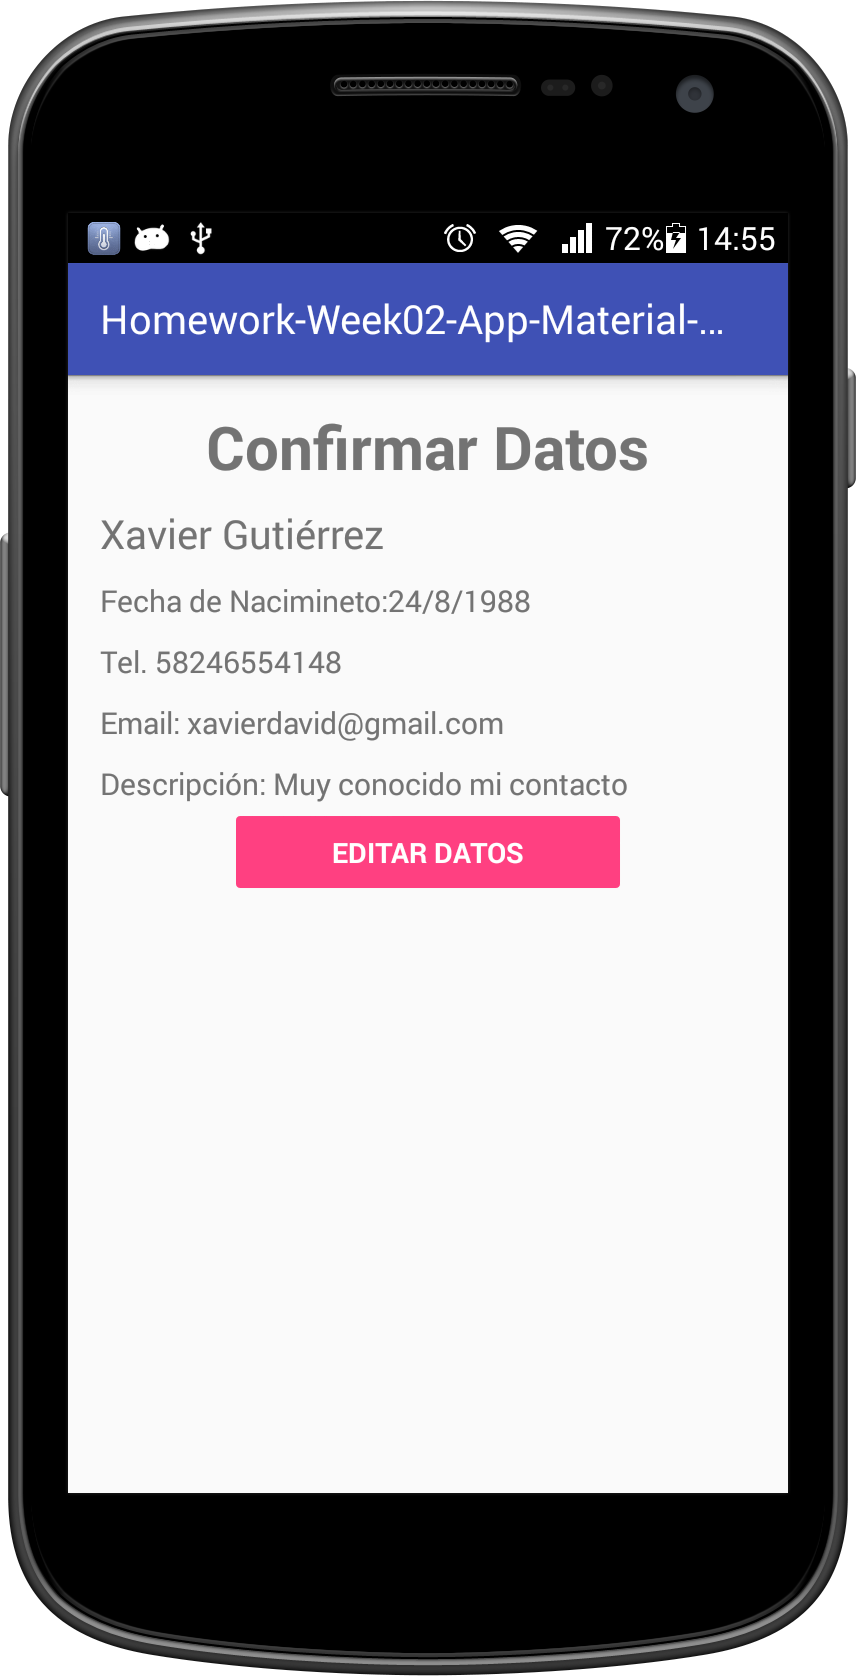 72% 14:55
Homework-Week02-App-Material-...
Confirmar Datos
Xavier Gutiérrez
Fecha de Nacimineto:24/8/1988
Tel. 58246554148
Email: xavierdavid@gmail.com
Descripción: Muy conocido mi contacto
EDITAR DATOS